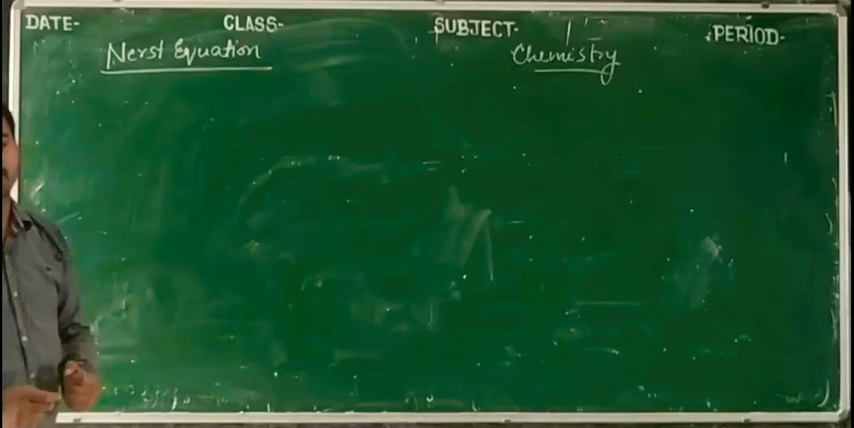 DATE- CLASS- SUBJECT- PERIOD-
Nerst Equation Chemistry